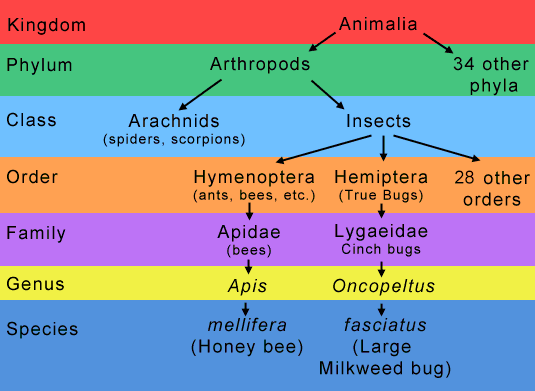 Kingdom Animalia
Phylum Arthropods 34 other
phyla
Class Arachnids Insects
(spiders, scorpions)
Order Hymenoptera Hemiptera 28 other
(ants, bees, etc.) (True Bugs) orders
Family Apidae Lygaeidae
(bees) Cinch bugs
Genus Apis Oncopeltus
Species mellifera fasciatus
(Honey bee) (Large
Milkweed bug)